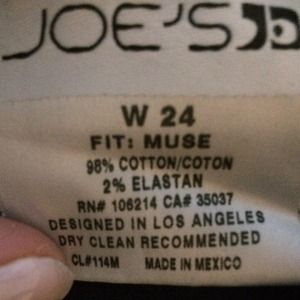 JOE'S
W 24
FIT: MUSE
98% COTTON/COTON
2% ELASTAN
RN# 106214 CA# 35037
DESIGNED IN LOS ANGELES
DRY CLEAN RECOMMENDED
CL#114M MADE IN MEXICO